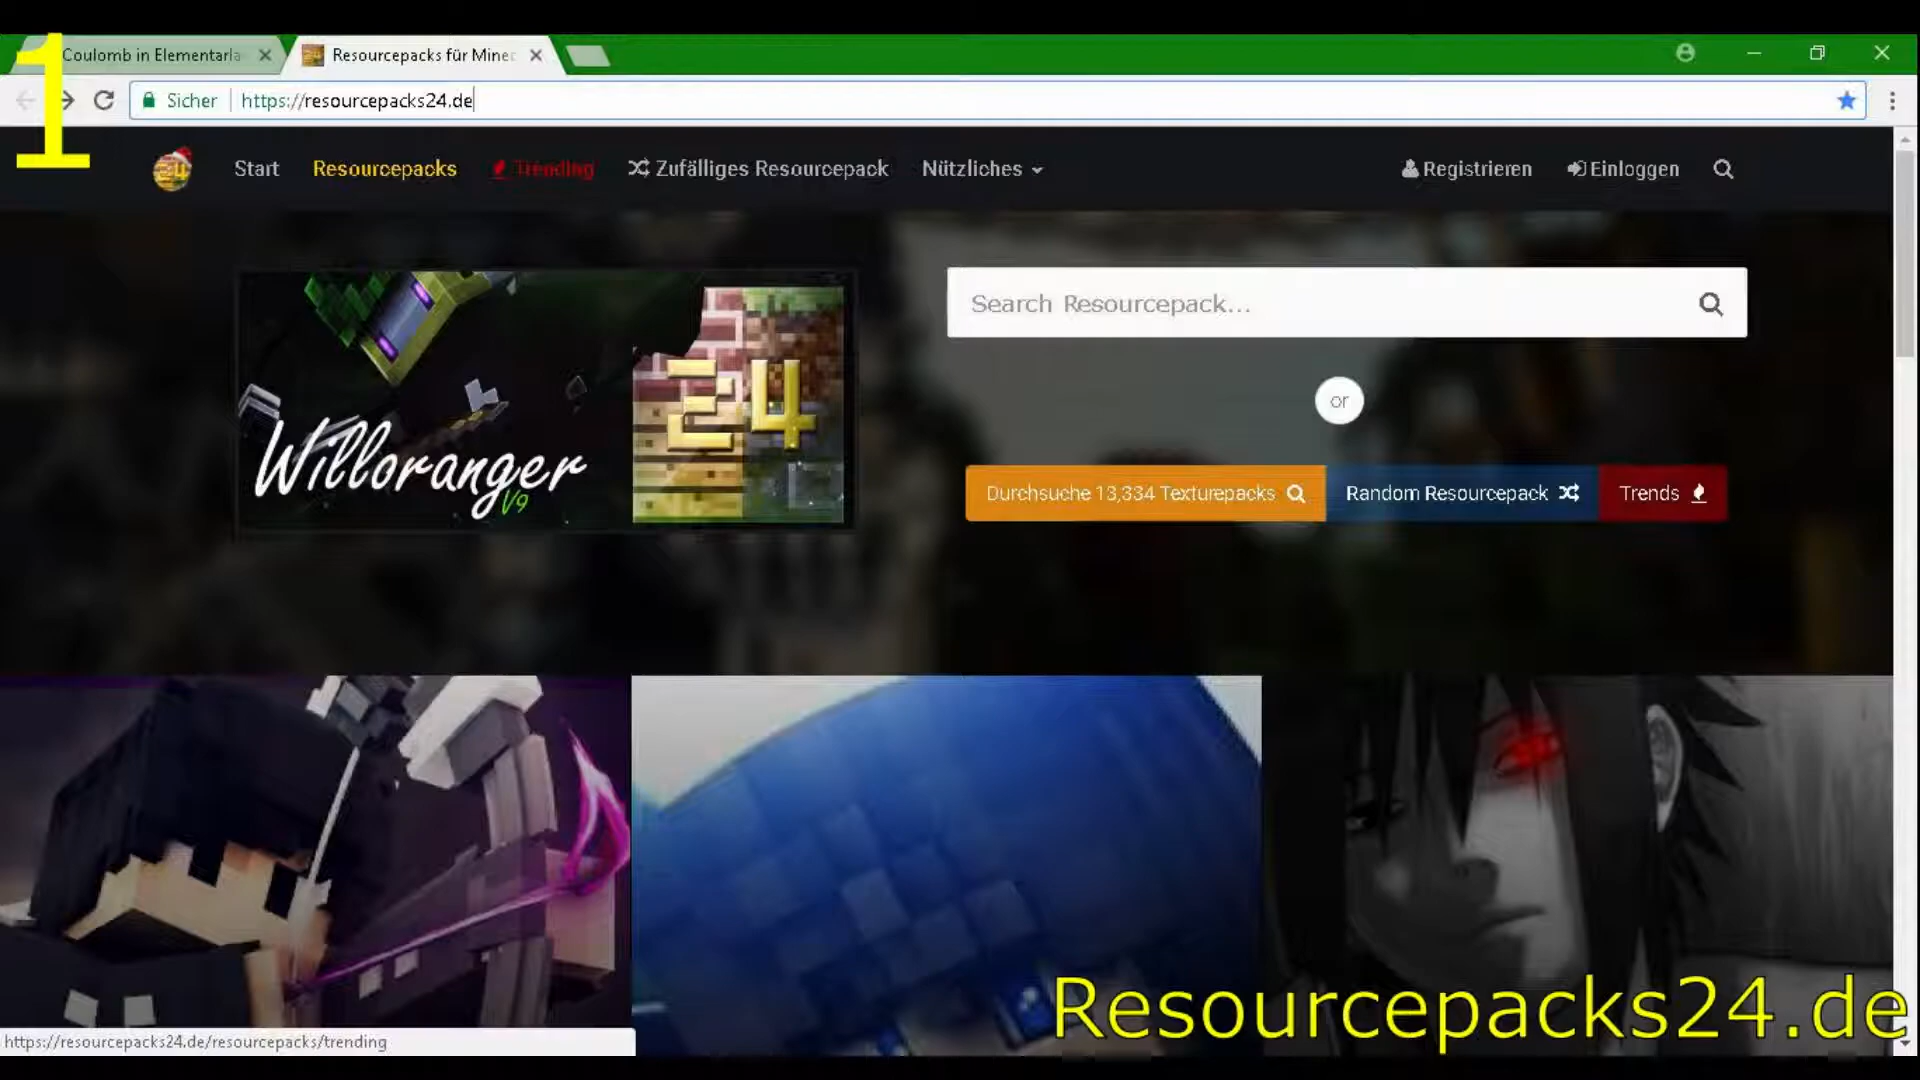 1
Coulomb in Elementarla
Resourcepacks für Minec
Sicher https://resourcepacks24.de
24 Start Resourcepacks Trending Zufälliges Resourcepack Nützliches Registrieren Einloggen
Willoranger V9
24
Search Resourcepack...
or
Durchsuche 13,334 Texturepacks Random Resourcepack Trends
https://resourcepacks24.de/resourcepacks/trending
Resourcepacks24.de